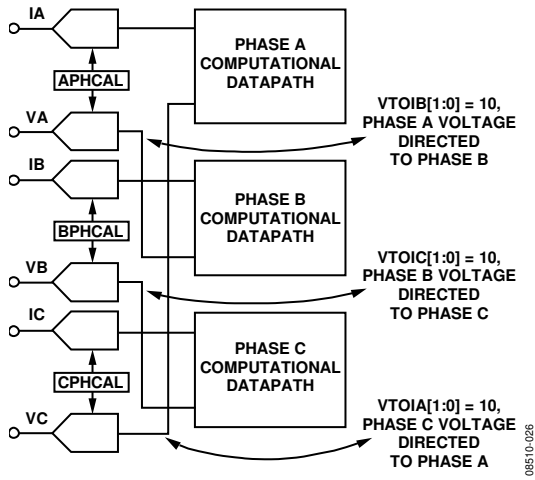 IA
PHASE A
COMPUTATIONAL
DATAPATH
APHCAL
VA
VTOIB[1:0] = 10,
PHASE A VOLTAGE
DIRECTED
TO PHASE B
IB
PHASE B
COMPUTATIONAL
DATAPATH
BPHCAL
VB
VTOIC[1:0] = 10,
PHASE B VOLTAGE
DIRECTED
TO PHASE C
IC
PHASE C
COMPUTATIONAL
DATAPATH
CPHCAL
VC
VTOIA[1:0] = 10,
PHASE C VOLTAGE
DIRECTED
TO PHASE A
08510-026